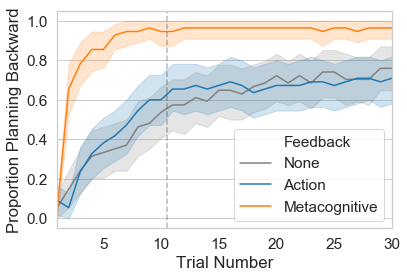 Proportion Planning Backward
1.0
0.8
0.6
0.4
0.2
0.0
Feedback
None
Action
Metacognitive
5
10
15
20
25
30
Trial Number